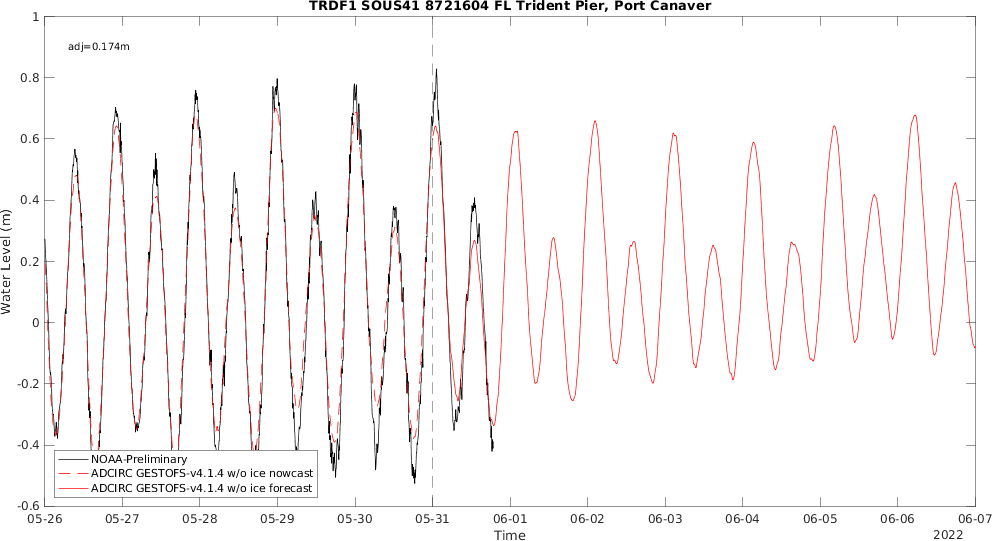 TRDF1 SOUS41 8721604 FL Trident Pier, Port Canaver
adj=0.174m
Water Level (m)
1
0.8
0.6
0.4
0.2
0
-0.2
-0.4
-0.6
NOAA-Preliminary
ADCIRC GESTOFS-v4.1.4 w/o ice nowcast
ADCIRC GESTOFS-v4.1.4 w/o ice forecast
05-26 05-27 05-28 05-29 05-30 05-31 06-01 06-02 06-03 06-04 06-05 06-06 06-07
Time
2022